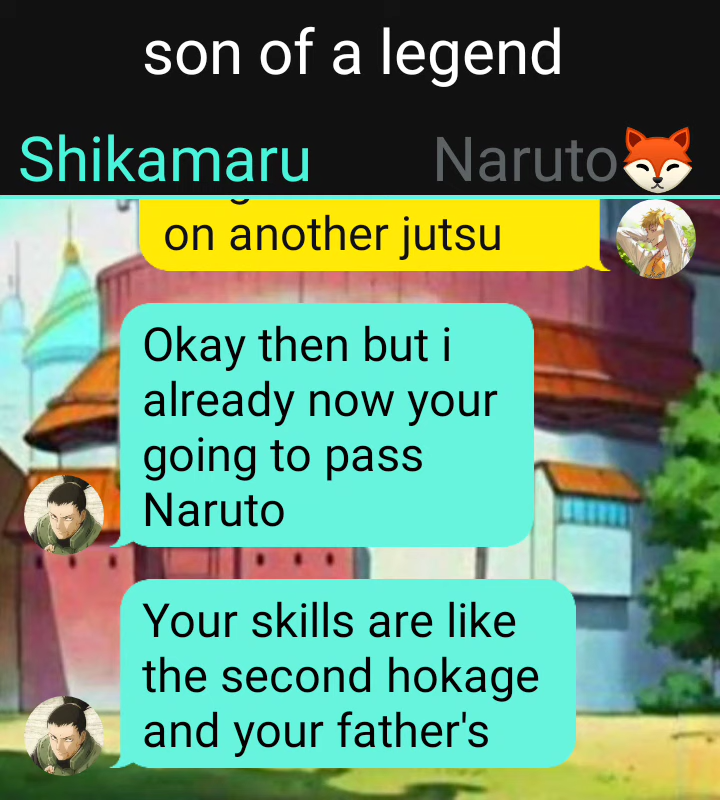 son of a legend
Shikamaru Naruto🦊
on another jutsu
Okay then but i
already now your
going to pass
Naruto
Your skills are like
the second hokage
and your father's